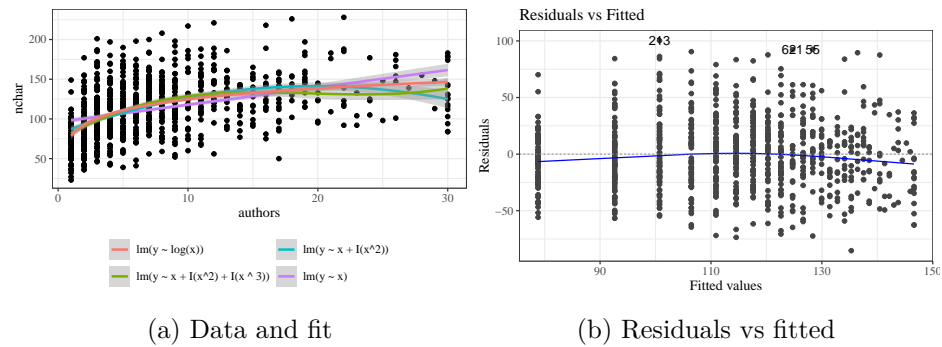 Residuals vs Fitted
200
150
100
50
nchar
0
10
20
30
authors
lm(y ~ log(x))
lm(y ~ x + I(x^2))
lm(y ~ x + I(x^2) + I(x ^ 3))
lm(y ~ x)
100
50
0
−50
Residuals
213
90
110
130
150
Fitted values
(a) Data and fit
(b) Residuals vs fitted